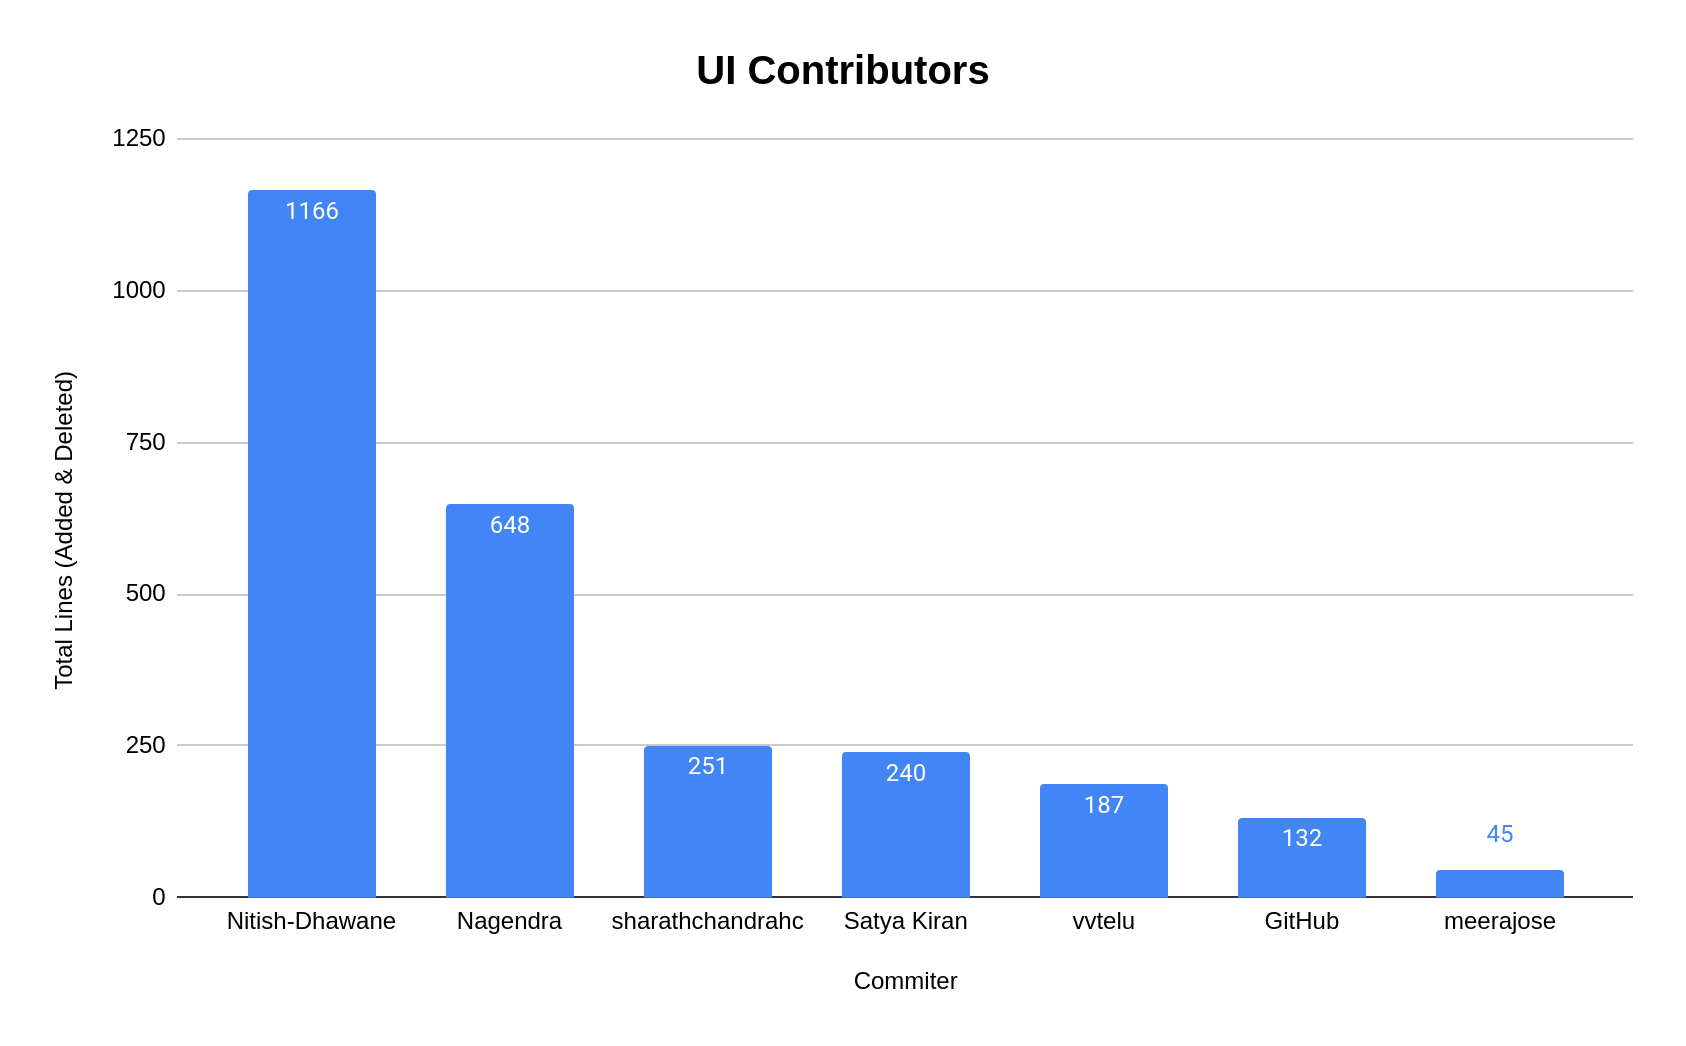 UI Contributors
Total Lines (Added & Deleted)
1250
1000
750
500
250
0
1166
648
251
240
187
132
45
Nitish-Dhawane
Nagendra
sharathchandrahc
Satya Kiran
vvtelu
GitHub
meerajose
Commiter